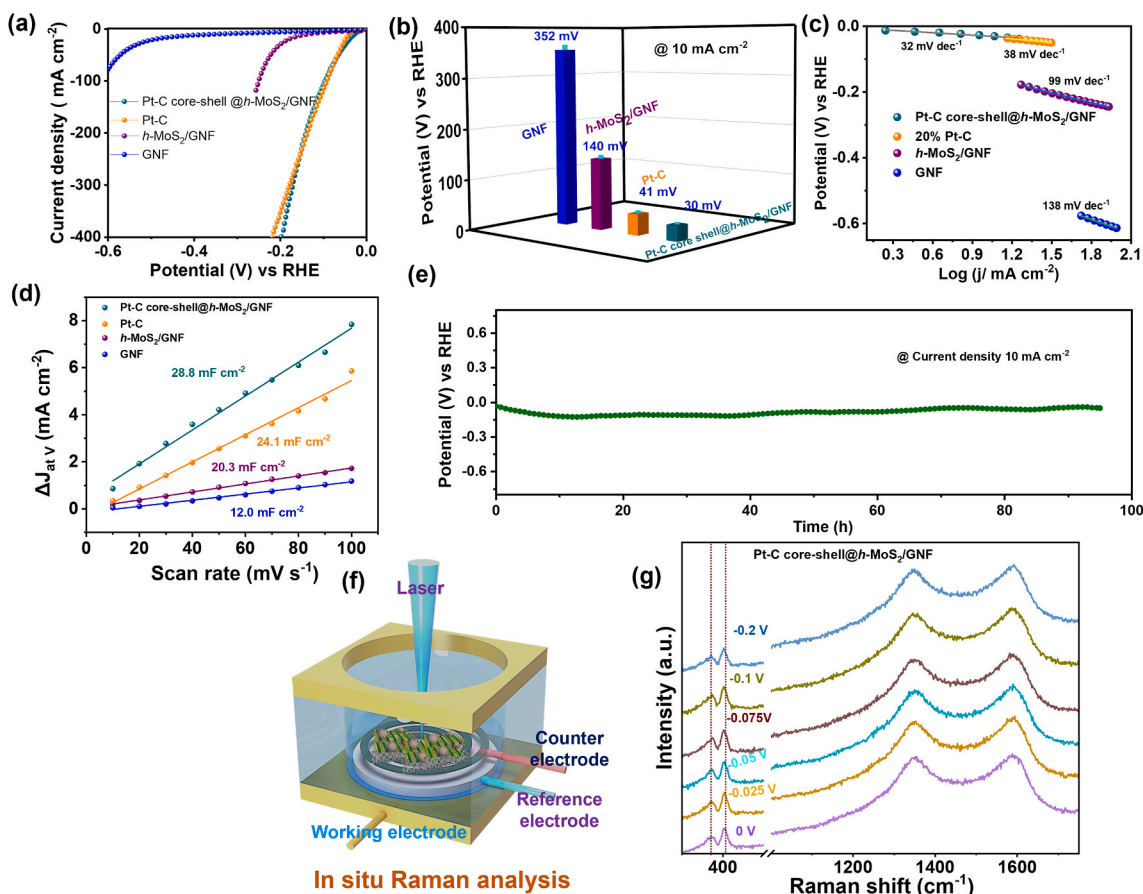 (a)
0
-100
-200
-300
-400
Current density ( mA cm-2)
Pt-C core-shell @h-MoS2/GNF
Pt-C
h-MoS2/GNF
GNF
-0.6
-0.4
-0.2
0.0
Potential (V) vs RHE
(b)
352 mV
@ 10 mA cm-2
400
300
200
100
0
Potential (V) vs RHE
GNF
h-MoS2/GNF
140 mV
Pt-C
41 mV
30 mV
Pt-C core shell@h-MoS2/GNF
(c)
0.0
-0.2
-0.4
-0.6
Potential (V) vs RHE
32 mV dec-1
38 mV dec-1
99 mV dec-1
Pt-C core-shell@h-MoS2/GNF
20% Pt-C
h-MoS2/GNF
GNF
138 mV dec-1
0.0
0.3
0.6
0.9
1.2
1.5
1.8
2.1
Log (j/ mA cm-2)
(d)
8
6
4
2
0
ΔJat V (mA cm-2)
Pt-C core-shell@h-MoS2/GNF
Pt-C
h-MoS2/GNF
GNF
28.8 mF cm-2
24.1 mF cm-2
20.3 mF cm-2
12.0 mF cm-2
0
20
40
60
80
100
Scan rate (mV s-1)
(e)
0.6
0.3
0.0
-0.3
-0.6
Potential (V) vs RHE
@ Current density 10 mA cm-2
0
20
40
60
80
100
Time (h)
(f)
Laser
Counter
electrode
Reference
electrode
Working electrode
In situ Raman analysis
(g)
Pt-C core-shell@h-MoS2/GNF
Intensity (a.u.)
-0.2 V
-0.1 V
-0.075V
-0.05 V
-0.025 V
0 V
400
1200
1400
1600
Raman shift (cm-1)